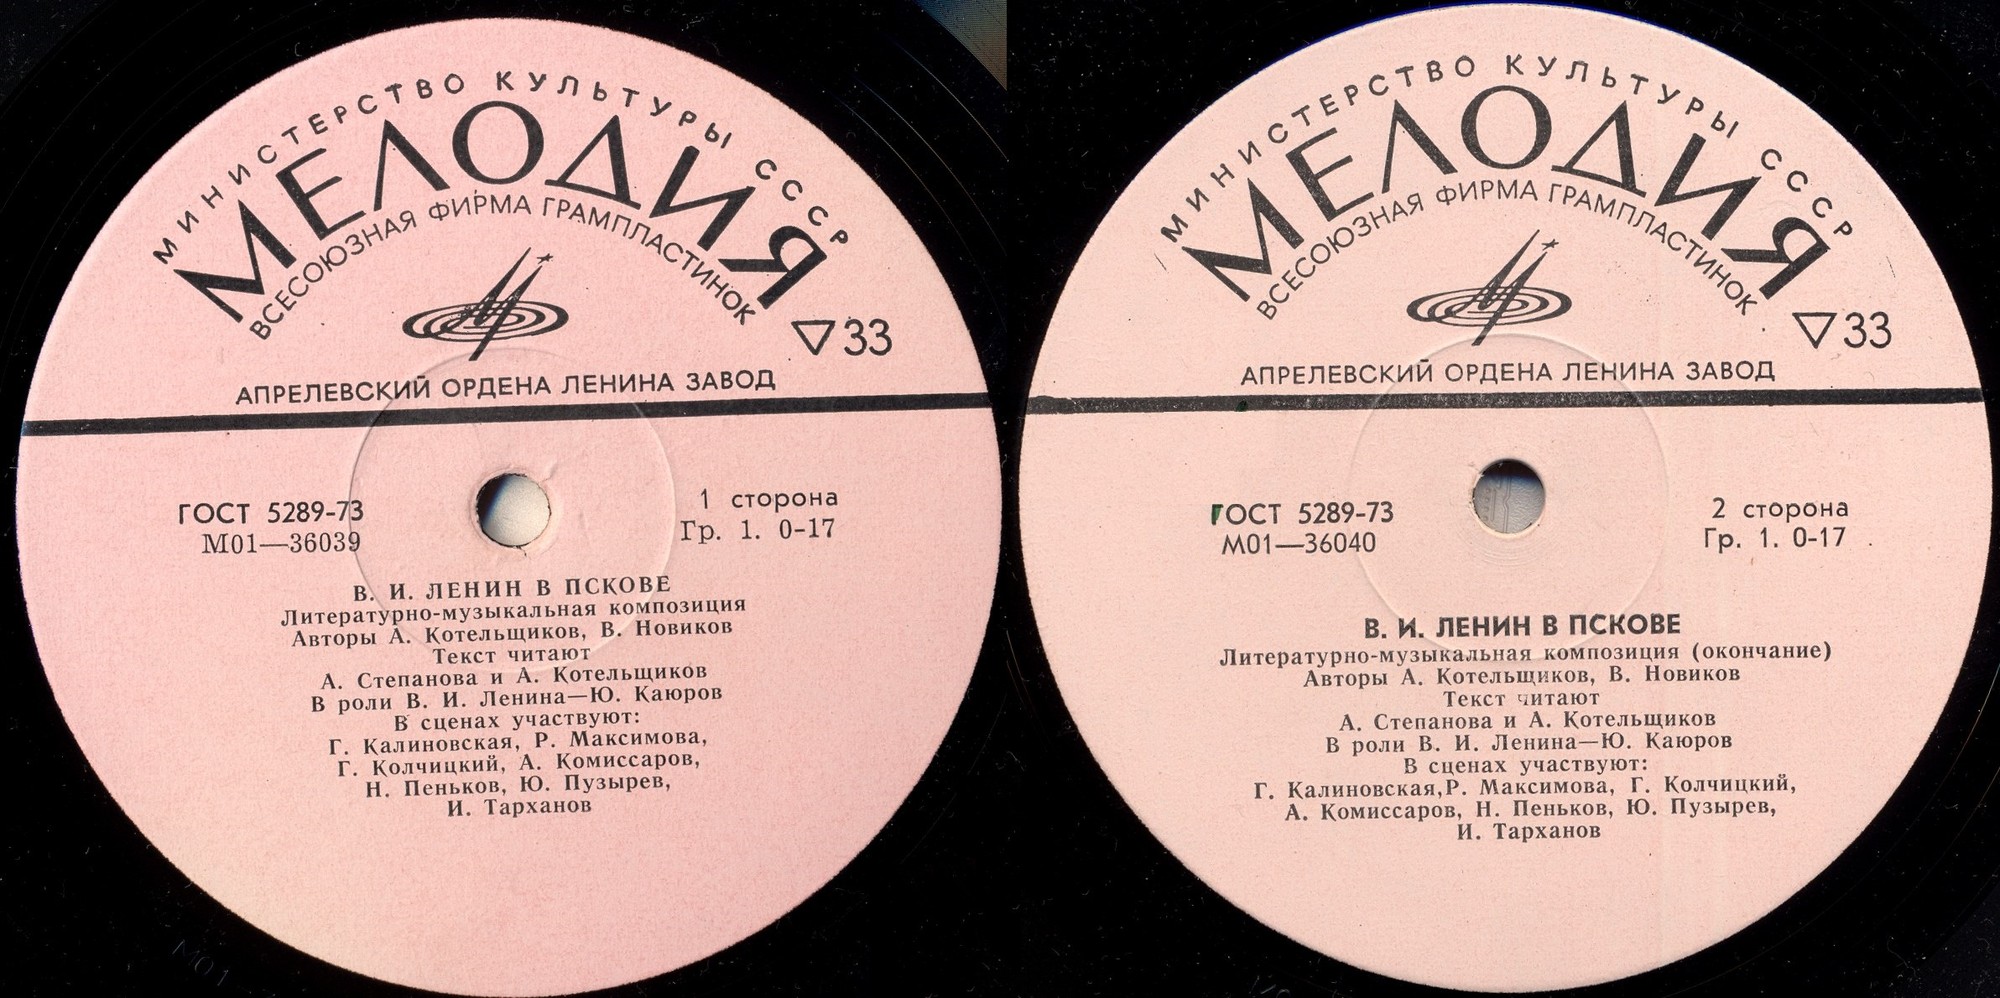 МИНИСТЕРСТВО КУЛЬТУРЫ СССР
МЕЛОДИЯ
ВСЕСОЮЗНАЯ ФИРМА ГРАМПЛАСТИНОК
33
АПРЕЛЕВСКИЙ ОРДЕНА ЛЕНИНА ЗАВОД
ГОСТ 5289-73
М01—36039
1 сторона
Гр. 1. 0-17
В. И. ЛЕНИН В ПСКОВЕ
Литературно-музыкальная композиция
Авторы А. Котельщиков, В. Новиков
Текст читают
А. Степанова и А. Котельщиков
В роли В. И. Ленина—Ю. Каюров
В сценах участвуют:
Г. Калиновская, Р. Максимова,
Г. Колчицкий, А. Комиссаров,
Н. Пеньков, Ю. Пузырев,
И. Тарханов
МИНИСТЕРСТВО КУЛЬТУРЫ СССР
МЕЛОДИЯ
ВСЕСОЮЗНАЯ ФИРМА ГРАМПЛАСТИНОК
33
АПРЕЛЕВСКИЙ ОРДЕНА ЛЕНИНА ЗАВОД
ГОСТ 5289-73
М01—36040
2 сторона
Гр. 1. 0-17
В. И. ЛЕНИН В ПСКОВЕ
Литературно-музыкальная композиция (окончание)
Авторы А. Котельщиков, В. Новиков
Текст читают
А. Степанова и А. Котельщиков
В роли В. И. Ленина—Ю. Каюров
В сценах участвуют:
Г. Калиновская,Р. Максимова, Г. Колчицкий,
А. Комиссаров, Н. Пеньков, Ю. Пузырев,
И. Тарханов